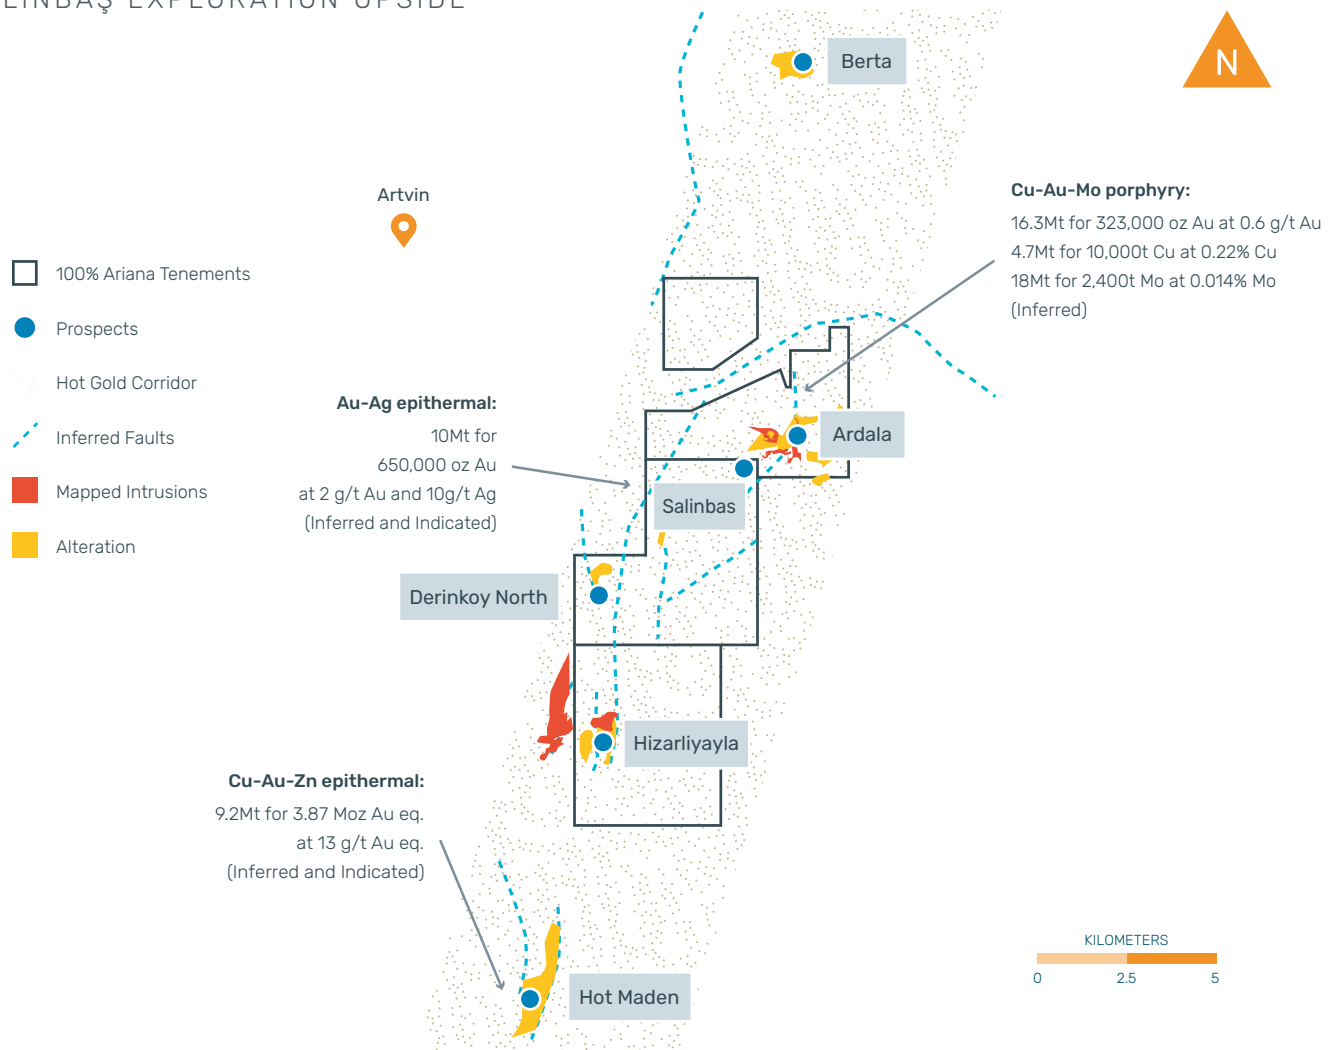 LINBAŞ EXPLORATION UPSIDE
Berta
N
Artvin
Cu-Au-Mo porphyry:
16.3Mt for 323,000 oz Au at 0.6 g/t Au
4.7Mt for 10,000t Cu at 0.22% Cu
18Mt for 2,400t Mo at 0.014% Mo
(Inferred)
100% Ariana Tenements
Prospects
Hot Gold Corridor
Inferred Faults
Mapped Intrusions
Alteration
Au-Ag epithermal:
10Mt for
650,000 oz Au
at 2 g/t Au and 10g/t Ag
(Inferred and Indicated)
Ardala
Salinbas
Derinkoy North
Hizarliyayla
Cu-Au-Zn epithermal:
9.2Mt for 3.87 Moz Au eq.
at 13 g/t Au eq.
(Inferred and Indicated)
Hot Maden
KILOMETERS
0 2.5 5